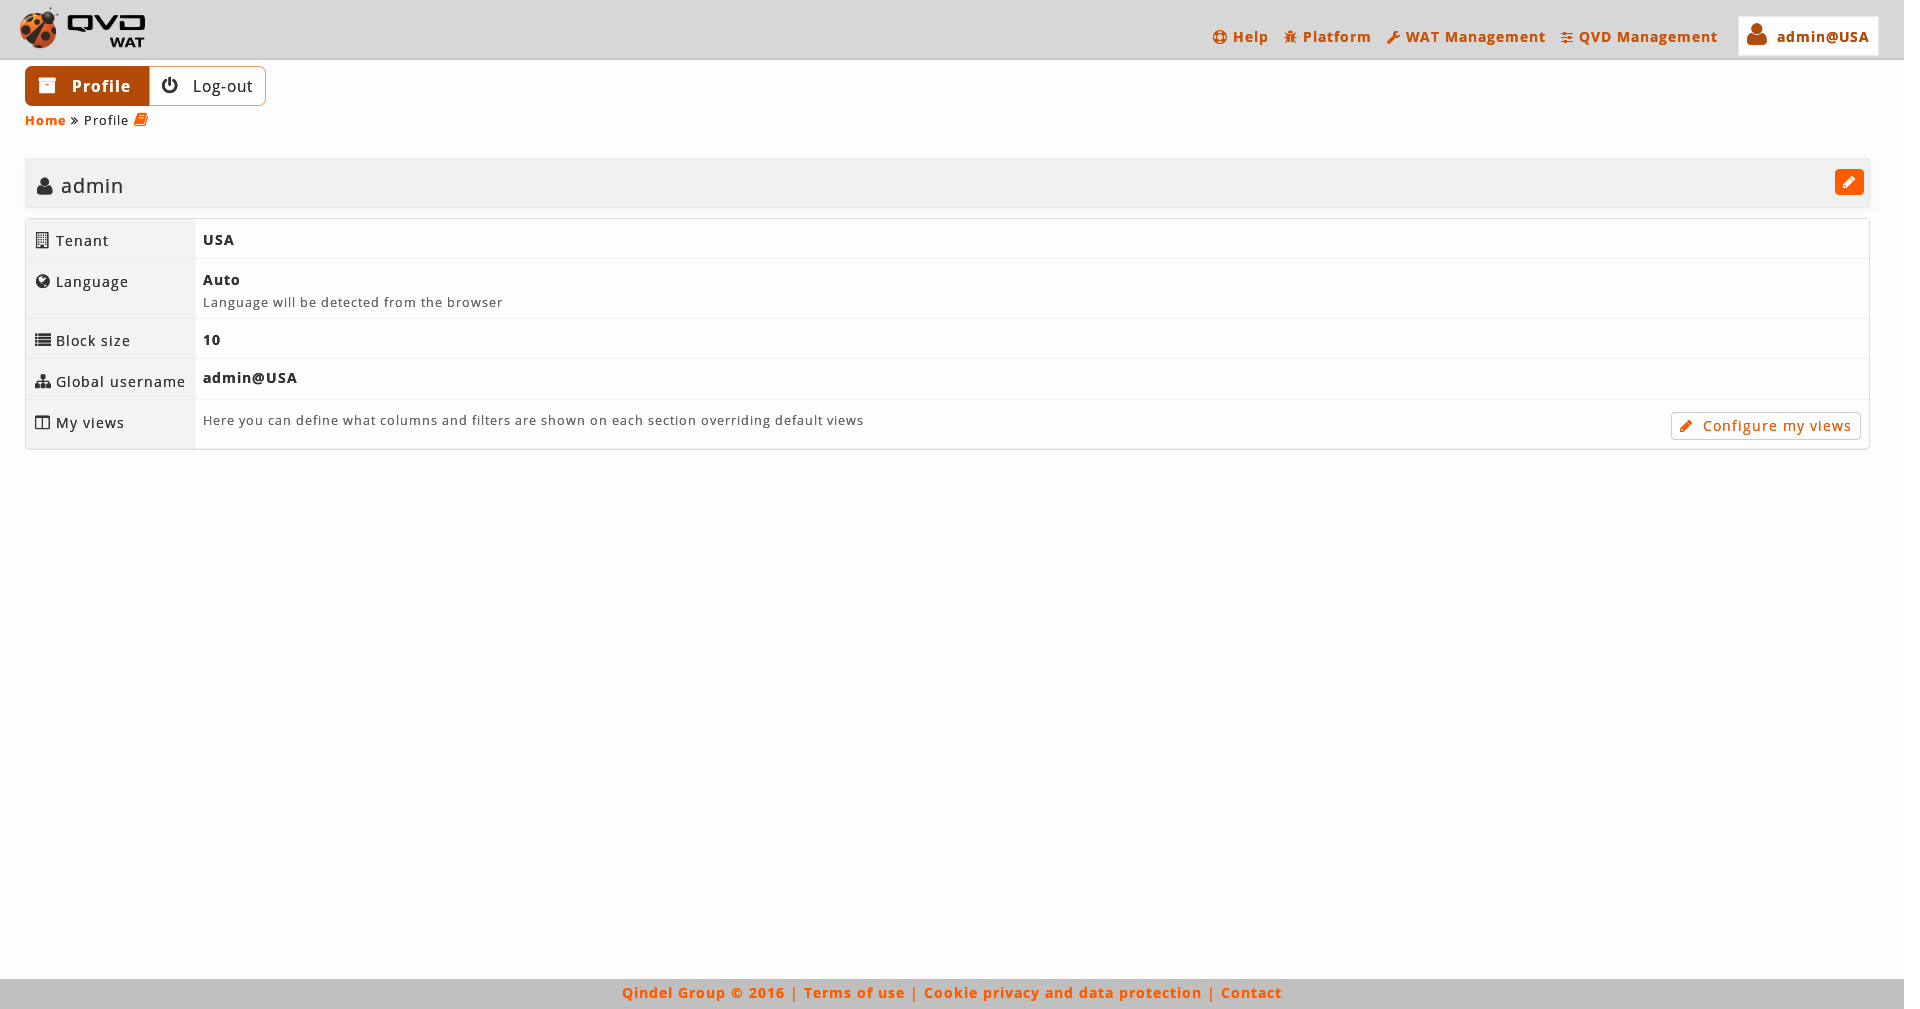 QVD
WAT
Help Platform WAT Management QVD Management admin@USA
Profile Log-out
Home » Profile
admin
Tenant USA
Language Auto
Language will be detected from the browser
Block size 10
Global username admin@USA
My views Here you can define what columns and filters are shown on each section overriding default views Configure my views
Qindel Group © 2016 | Terms of use | Cookie privacy and data protection | Contact